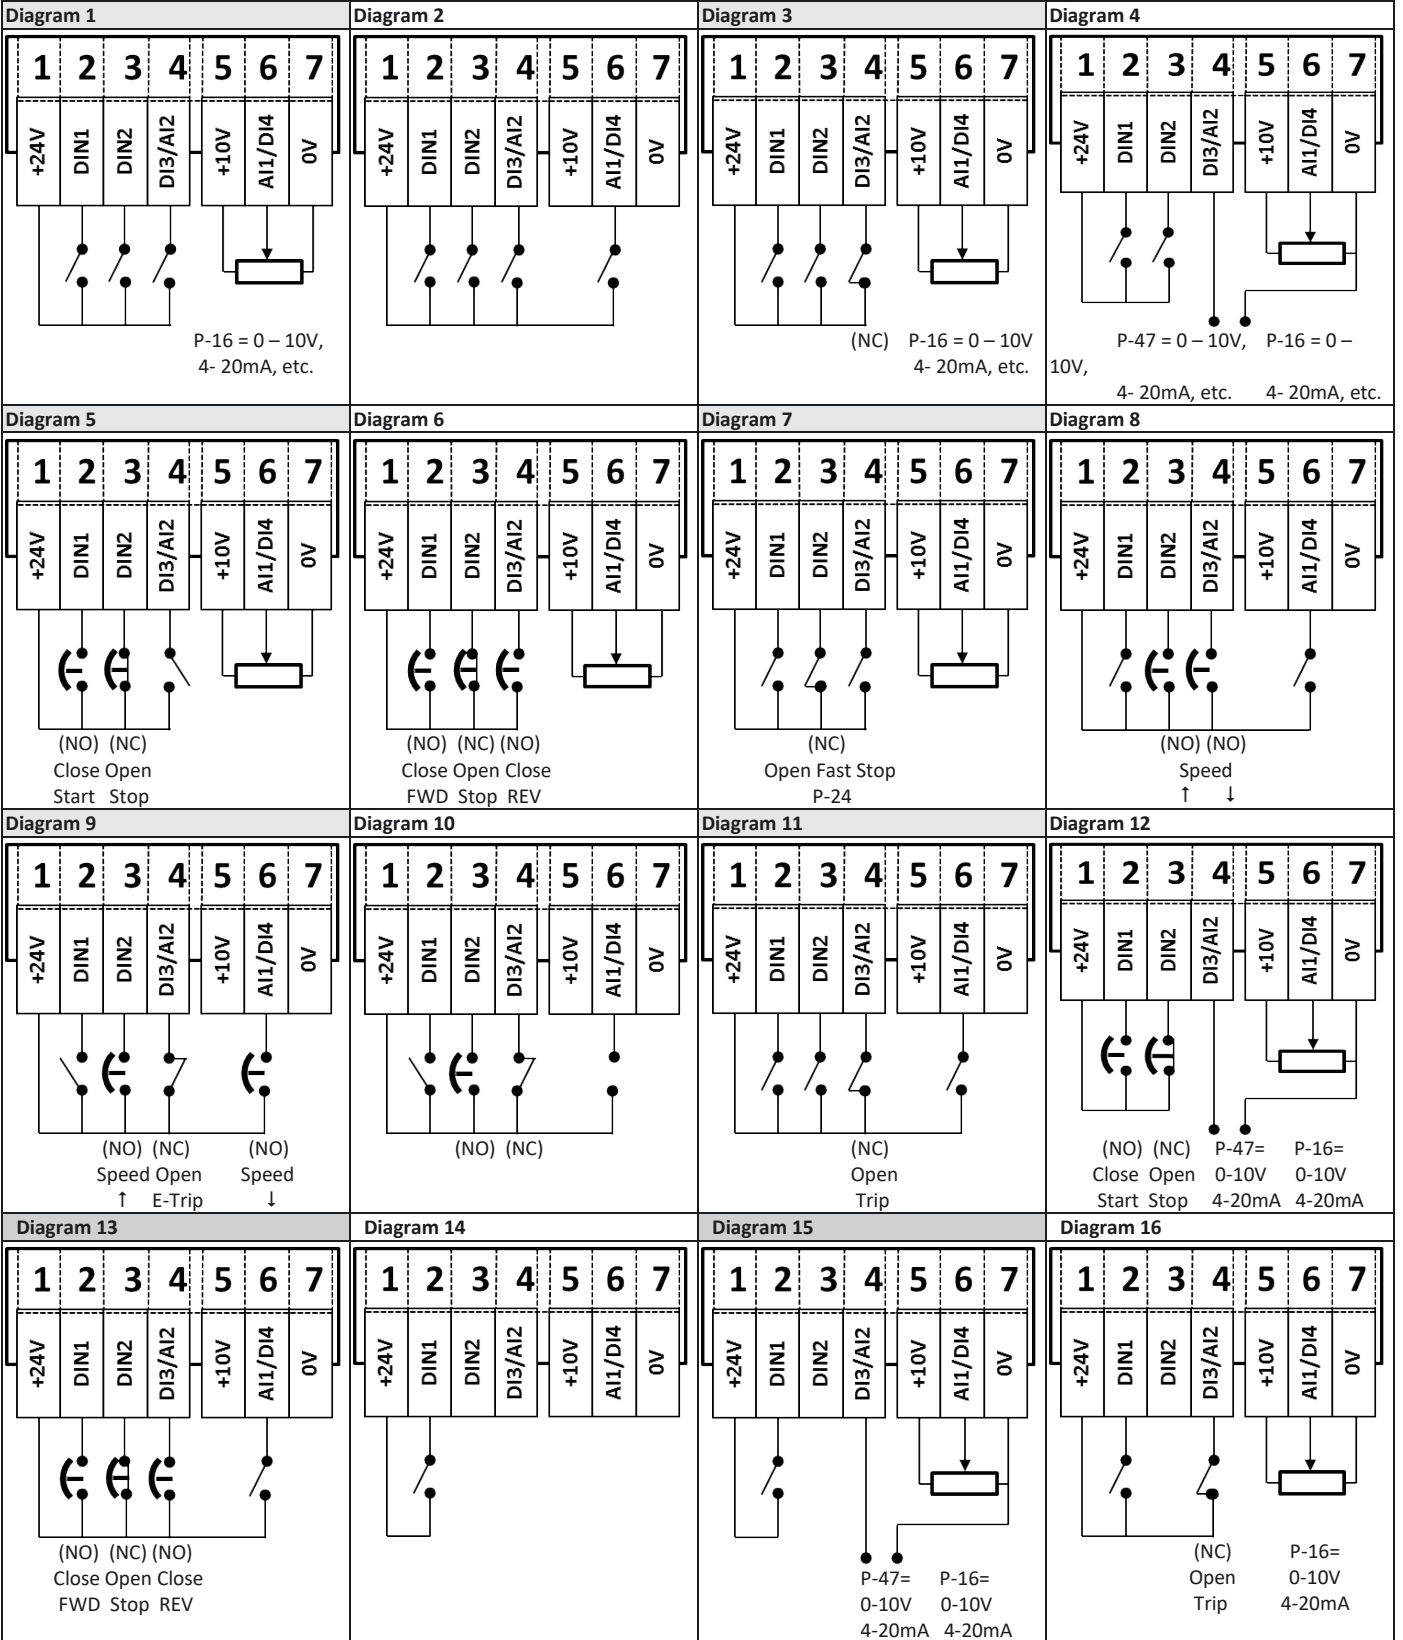 Diagram 1
1 2 3 4 5 6 7
+24V DIN1 DIN2 DI3/AI2 +10V AI1/DI4 0V
P-16 = 0 – 10V,
4- 20mA, etc.
Diagram 2
1 2 3 4 5 6 7
+24V DIN1 DIN2 DI3/AI2 +10V AI1/DI4 0V
Diagram 3
1 2 3 4 5 6 7
+24V DIN1 DIN2 DI3/AI2 +10V AI1/DI4 0V
(NC) P-16 = 0 – 10V
4- 20mA, etc.
Diagram 4
1 2 3 4 5 6 7
+24V DIN1 DIN2 DI3/AI2 +10V AI1/DI4 0V
P-47 = 0 – 10V, P-16 = 0 –
10V,
4- 20mA, etc. 4- 20mA, etc.
Diagram 5
1 2 3 4 5 6 7
+24V DIN1 DIN2 DI3/AI2 +10V AI1/DI4 0V
(NO) (NC)
Close Open
Start Stop
Diagram 6
1 2 3 4 5 6 7
+24V DIN1 DIN2 DI3/AI2 +10V AI1/DI4 0V
(NO) (NC) (NO)
Close Open Close
FWD Stop REV
Diagram 7
1 2 3 4 5 6 7
+24V DIN1 DIN2 DI3/AI2 +10V AI1/DI4 0V
(NC)
Open Fast Stop
P-24
Diagram 8
1 2 3 4 5 6 7
+24V DIN1 DIN2 DI3/AI2 +10V AI1/DI4 0V
(NO) (NO)
Speed
↑ ↓
Diagram 9
1 2 3 4 5 6 7
+24V DIN1 DIN2 DI3/AI2 +10V AI1/DI4 0V
(NO) (NC) (NO)
Speed Open Speed
↑ E-Trip ↓
Diagram 10
1 2 3 4 5 6 7
+24V DIN1 DIN2 DI3/AI2 +10V AI1/DI4 0V
(NO) (NC)
Diagram 11
1 2 3 4 5 6 7
+24V DIN1 DIN2 DI3/AI2 +10V AI1/DI4 0V
(NC)
Open
Trip
Diagram 12
1 2 3 4 5 6 7
+24V DIN1 DIN2 DI3/AI2 +10V AI1/DI4 0V
(NO) (NC) P-47= P-16=
Close Open 0-10V 0-10V
Start Stop 4-20mA 4-20mA
Diagram 13
1 2 3 4 5 6 7
+24V DIN1 DIN2 DI3/AI2 +10V AI1/DI4 0V
(NO) (NC) (NO)
Close Open Close
FWD Stop REV
Diagram 14
1 2 3 4 5 6 7
+24V DIN1 DIN2 DI3/AI2 +10V AI1/DI4 0V
Diagram 15
1 2 3 4 5 6 7
+24V DIN1 DIN2 DI3/AI2 +10V AI1/DI4 0V
P-47= P-16=
0-10V 0-10V
4-20mA 4-20mA
Diagram 16
1 2 3 4 5 6 7
+24V DIN1 DIN2 DI3/AI2 +10V AI1/DI4 0V
(NC) P-16=
Open 0-10V
Trip 4-20mA